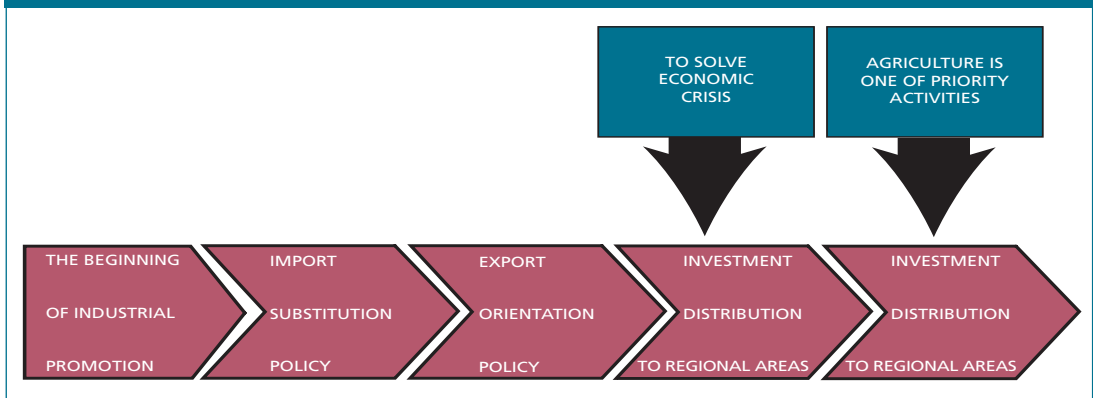 TO SOLVE
ECONOMIC
CRISIS
AGRICULTURE IS
ONE OF PRIORITY
ACTIVITIES
THE BEGINNING
OF INDUSTRIAL
PROMOTION
IMPORT
SUBSTITUTION
POLICY
EXPORT
ORIENTATION
POLICY
INVESTMENT
DISTRIBUTION
TO REGIONAL AREAS
INVESTMENT
DISTRIBUTION
TO REGIONAL AREAS